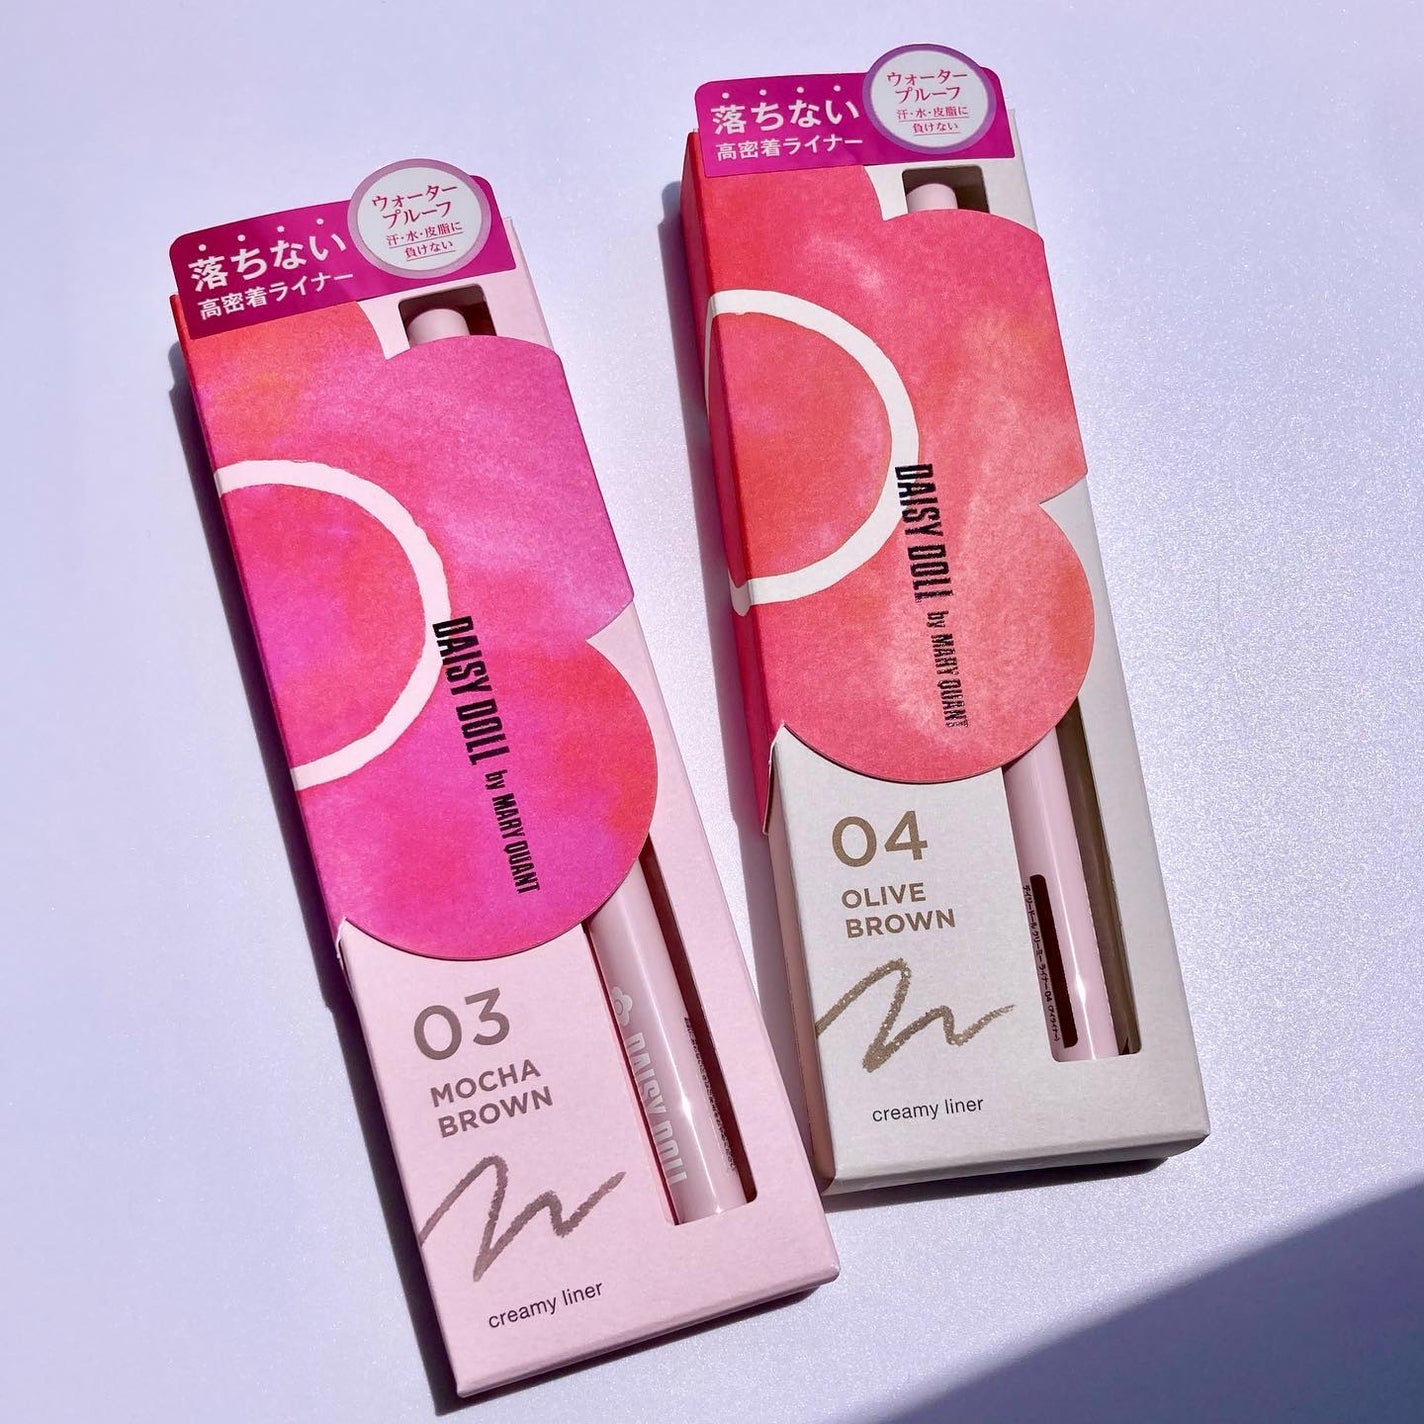 落ちない
高密着ライナー
ウォーター
プルーフ
汗・水・皮脂に
負けない
DAISY DOLL by MARY QUANT
03
MOCHA
BROWN
creamy liner
DAISY DOLL
落ちない
高密着ライナー
ウォーター
プルーフ
汗・水・皮脂に
負けない
DAISY DOLL by MARY QUANT
04
OLIVE
BROWN
creamy liner